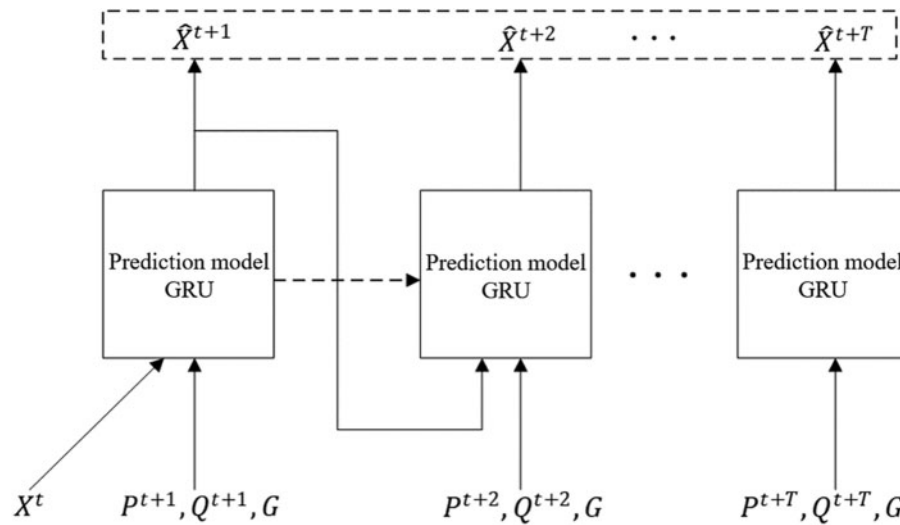 X̂^{t+1} X̂^{t+2} ... X̂^{t+T}
Prediction model
GRU
Prediction model
GRU
...
Prediction model
GRU
X^t P^{t+1}, Q^{t+1}, G P^{t+2}, Q^{t+2}, G P^{t+T}, Q^{t+T}, G